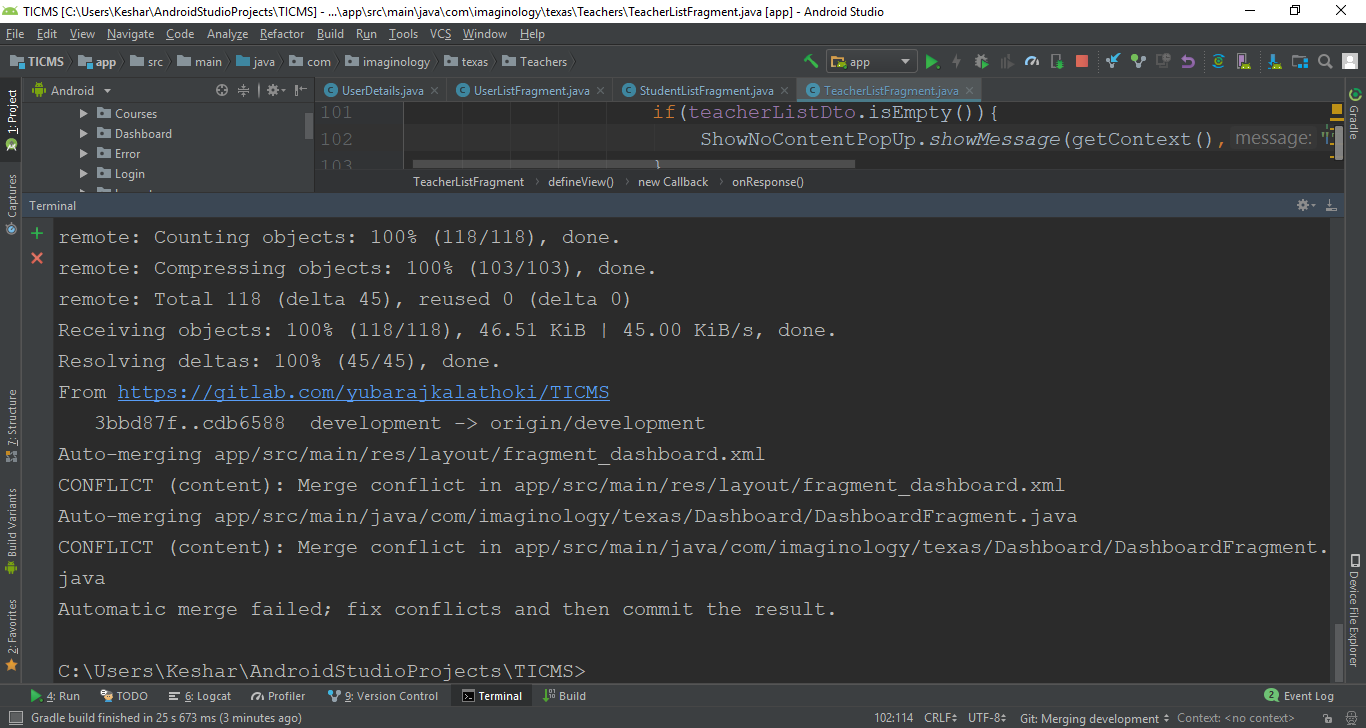 TICMS [C:\Users\Keshar\AndroidStudioProjects\TICMS] - ...\app\src\main\java\com\imaginology\texas\Teachers\TeacherListFragment.java [app] - Android Studio
File Edit View Navigate Code Analyze Refactor Build Run Tools VCS Window Help
TICMS app src main java com imaginology texas Teachers app
Android UserDetails.java UserListFragment.java StudentListFragment.java TeacherListFragment.java
1: Project
Captures
7: Structure
Build Variants
2: Favorites
Courses
Dashboard
Error
Login
101 if(teacherListDto.isEmpty()){
102 ShowNoContentPopUp.showMessage(getContext(), message: "
103 }
TeacherListFragment defineView() new Callback onResponse()
Gradle
Device File Explorer
Terminal
remote: Counting objects: 100% (118/118), done.
remote: Compressing objects: 100% (103/103), done.
remote: Total 118 (delta 45), reused 0 (delta 0)
Receiving objects: 100% (118/118), 46.51 KiB | 45.00 KiB/s, done.
Resolving deltas: 100% (45/45), done.
From https://gitlab.com/yubarajkalathoki/TICMS
3bbd87f..cdb6588 development -> origin/development
Auto-merging app/src/main/res/layout/fragment_dashboard.xml
CONFLICT (content): Merge conflict in app/src/main/res/layout/fragment_dashboard.xml
Auto-merging app/src/main/java/com/imaginology/texas/Dashboard/DashboardFragment.java
CONFLICT (content): Merge conflict in app/src/main/java/com/imaginology/texas/Dashboard/DashboardFragment.
java
Automatic merge failed; fix conflicts and then commit the result.
C:\Users\Keshar\AndroidStudioProjects\TICMS>
4: Run TODO 6: Logcat Profiler 9: Version Control Terminal Build 2 Event Log
Gradle build finished in 25 s 673 ms (3 minutes ago) 102:114 CRLF UTF-8 Git: Merging development Context: <no context>